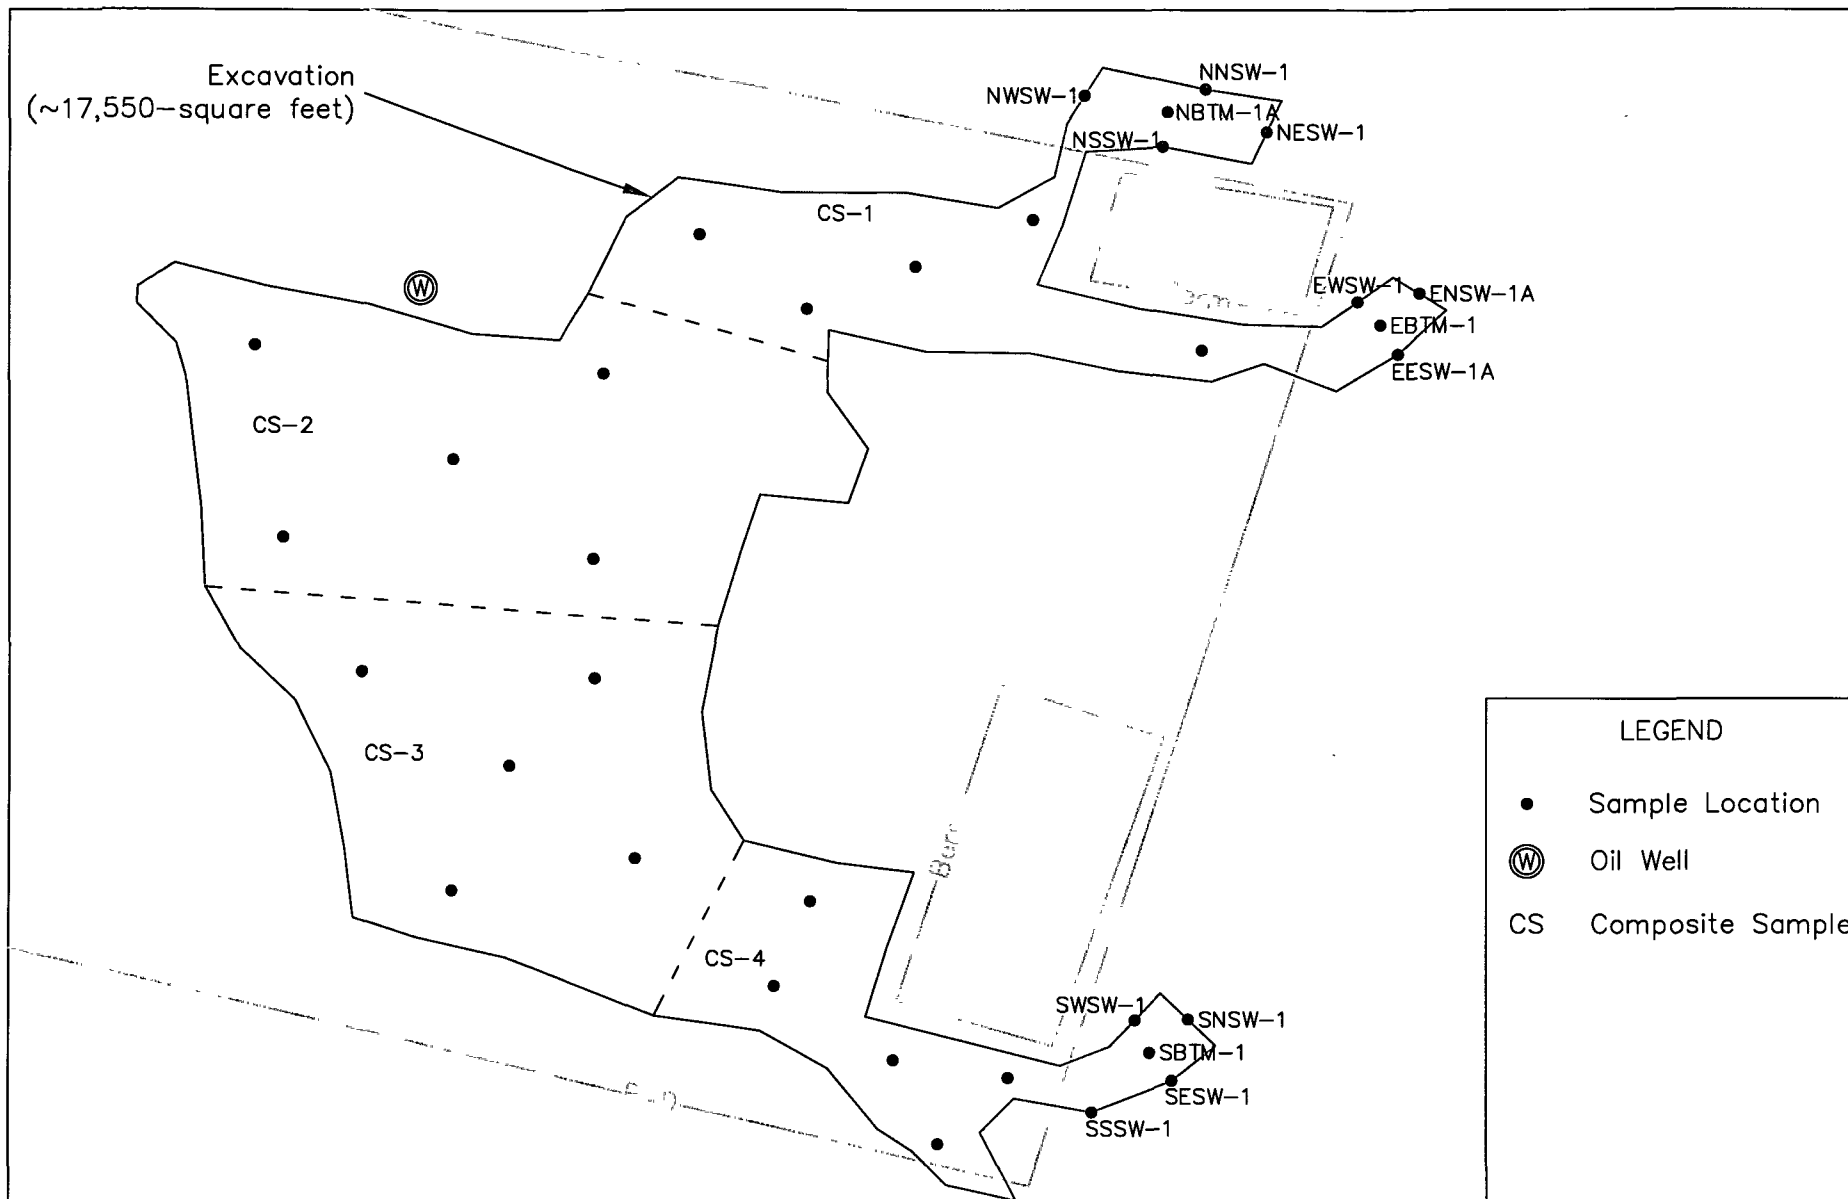 Excavation
(~17,550-square feet)
NNSW-1
NWSW-1
NBTM-1A
NESW-1
NSSW-1
CS-1
W
EWSW-1
ENSW-1A
EBTM-1
EESW-1A
CS-2
CS-3
CS-4
SWSW-1
SNSW-1
SBTM-1
SESW-1
SSSW-1
LEGEND
Sample Location
W Oil Well
CS Composite Sample